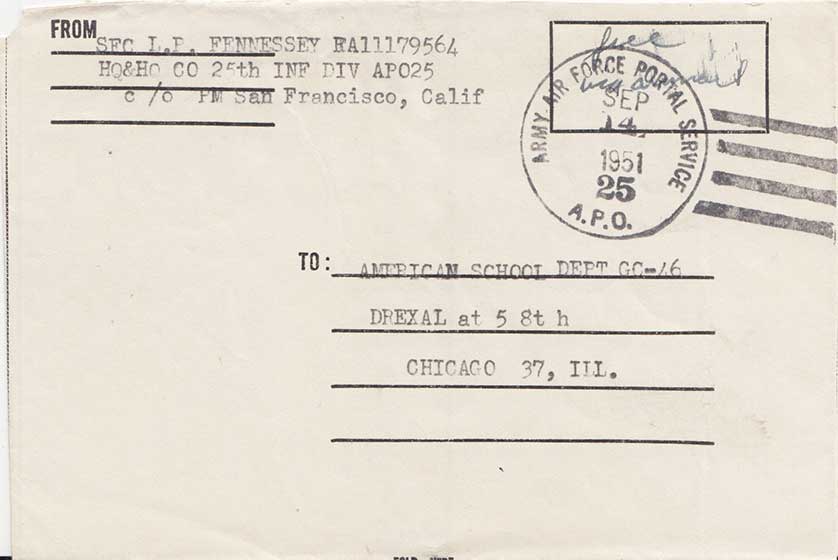 FROM
SFC L.P. FENNESSEY RA11179564
HQ&HQ CO 25th INF DIV APO25
c /o PM San Francisco, Calif
free
ARMY AIR FORCE POSTAL SERVICE
SEP
14
1951
25
A.P.O.
TO:
AMERICAN SCHOOL DEPT GC-46
DREXAL at 5 8t h
CHICAGO 37, ILL.